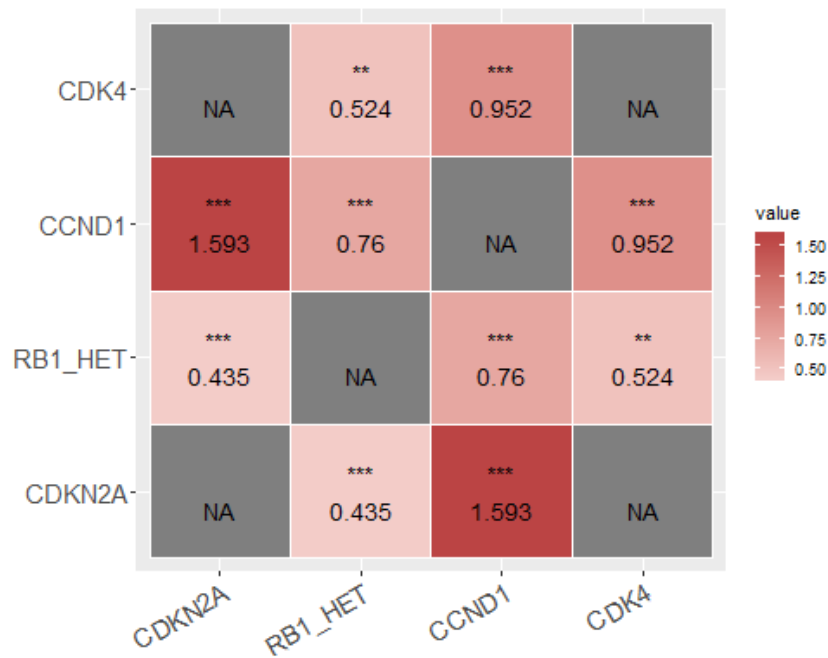 ** ***
CDK4 NA 0.524 0.952 NA
*** *** ***
CCND1 1.593 0.76 NA 0.952
*** *** **
RB1_HET 0.435 NA 0.76 0.524
*** ***
CDKN2A NA 0.435 1.593 NA
CDKN2A RB1_HET CCND1 CDK4
value
1.50
1.25
1.00
0.75
0.50